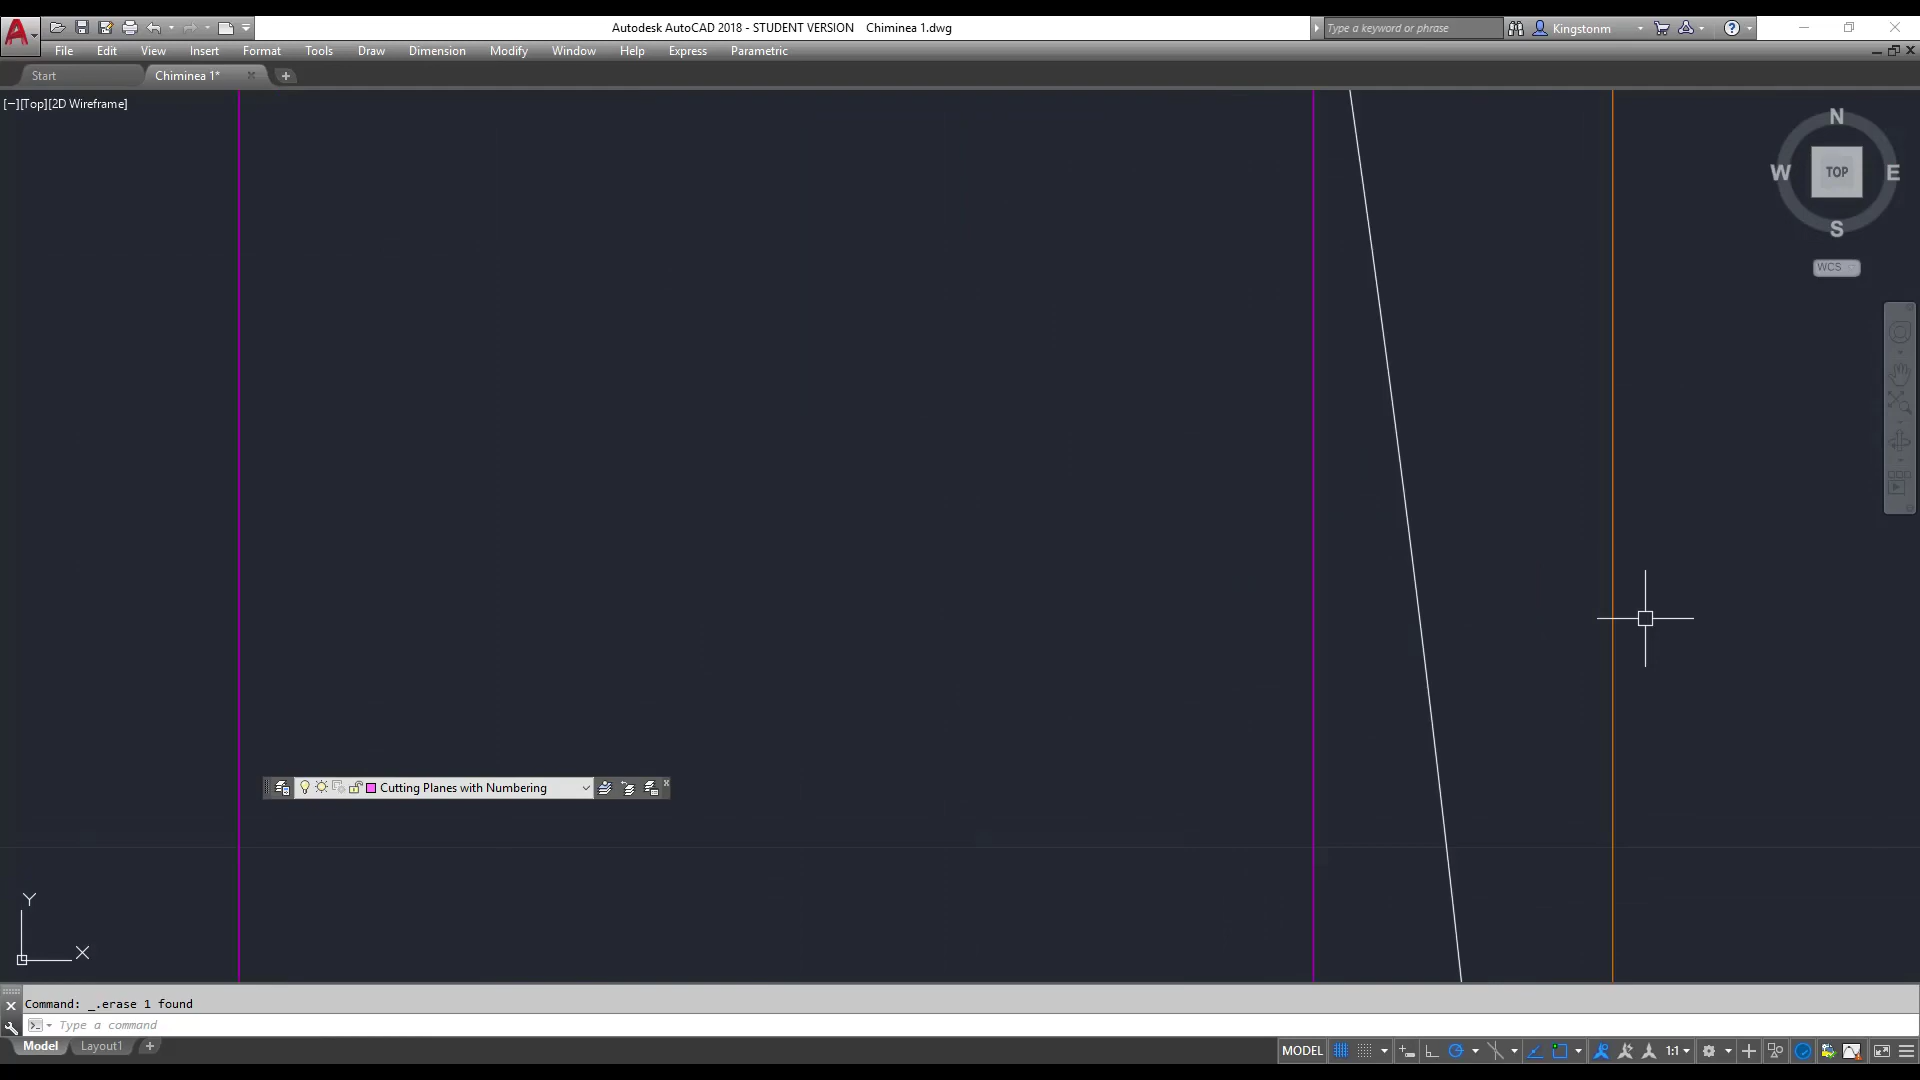 Autodesk AutoCAD 2018 - STUDENT VERSION Chiminea 1.dwg
Type a keyword or phrase
Kingstonm
File Edit View Insert Format Tools Draw Dimension Modify Window Help Express Parametric
Start
Chiminea 1*
[−][Top][2D Wireframe]
N
W
TOP
E
S
WCS
Cutting Planes with Numbering
Y
X
Command: _.erase 1 found
Type a command
Model
Layout1
MODEL
1:1